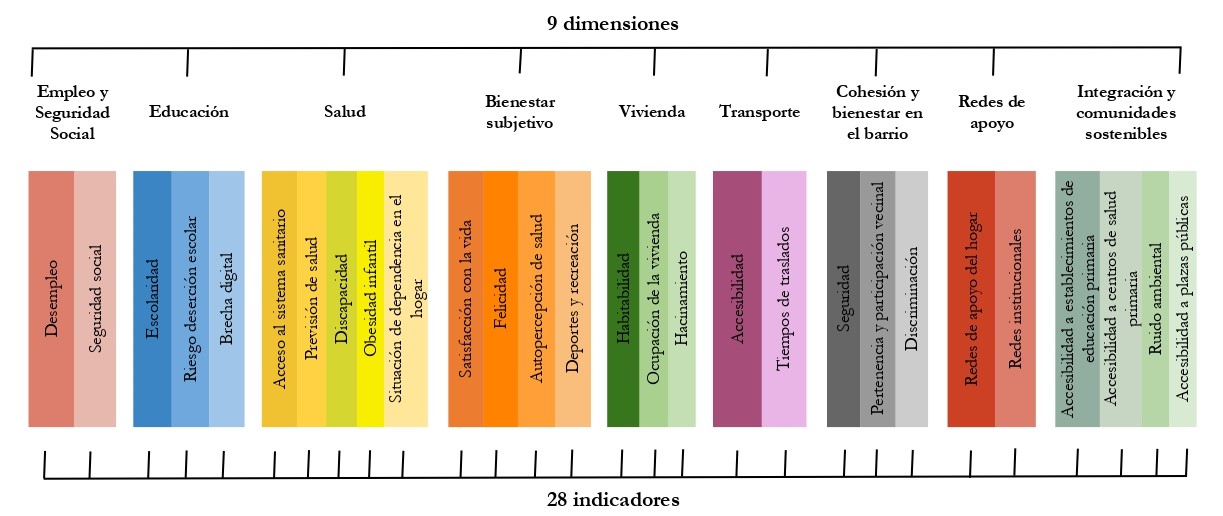 9 dimensiones
Empleo y
Seguridad
Social
Educación
Salud
Bienestar
subjetivo
Vivienda
Transporte
Cohesión y
bienestar en
el barrio
Redes de
apoyo
Integración y
comunidades
sostenibles
Desempleo
Seguridad social
Escolaridad
Riesgo deserción escolar
Brecha digital
Acceso al sistema sanitario
Previsión de salud
Discapacidad
Obesidad infantil
Situación de dependencia en el
hogar
Satisfacción con la vida
Felicidad
Autopercepción de salud
Deportes y recreación
Habitabilidad
Ocupación de la vivienda
Hacinamiento
Accesibilidad
Tiempos de traslados
Seguridad
Pertenencia y participación vecinal
Discriminación
Redes de apoyo del hogar
Redes institucionales
Accesibilidad a establecimientos de
educación primaria
Accesibilidad a centros de salud
primaria
Ruido ambiental
Accesibilidad a plazas públicas
28 indicadores